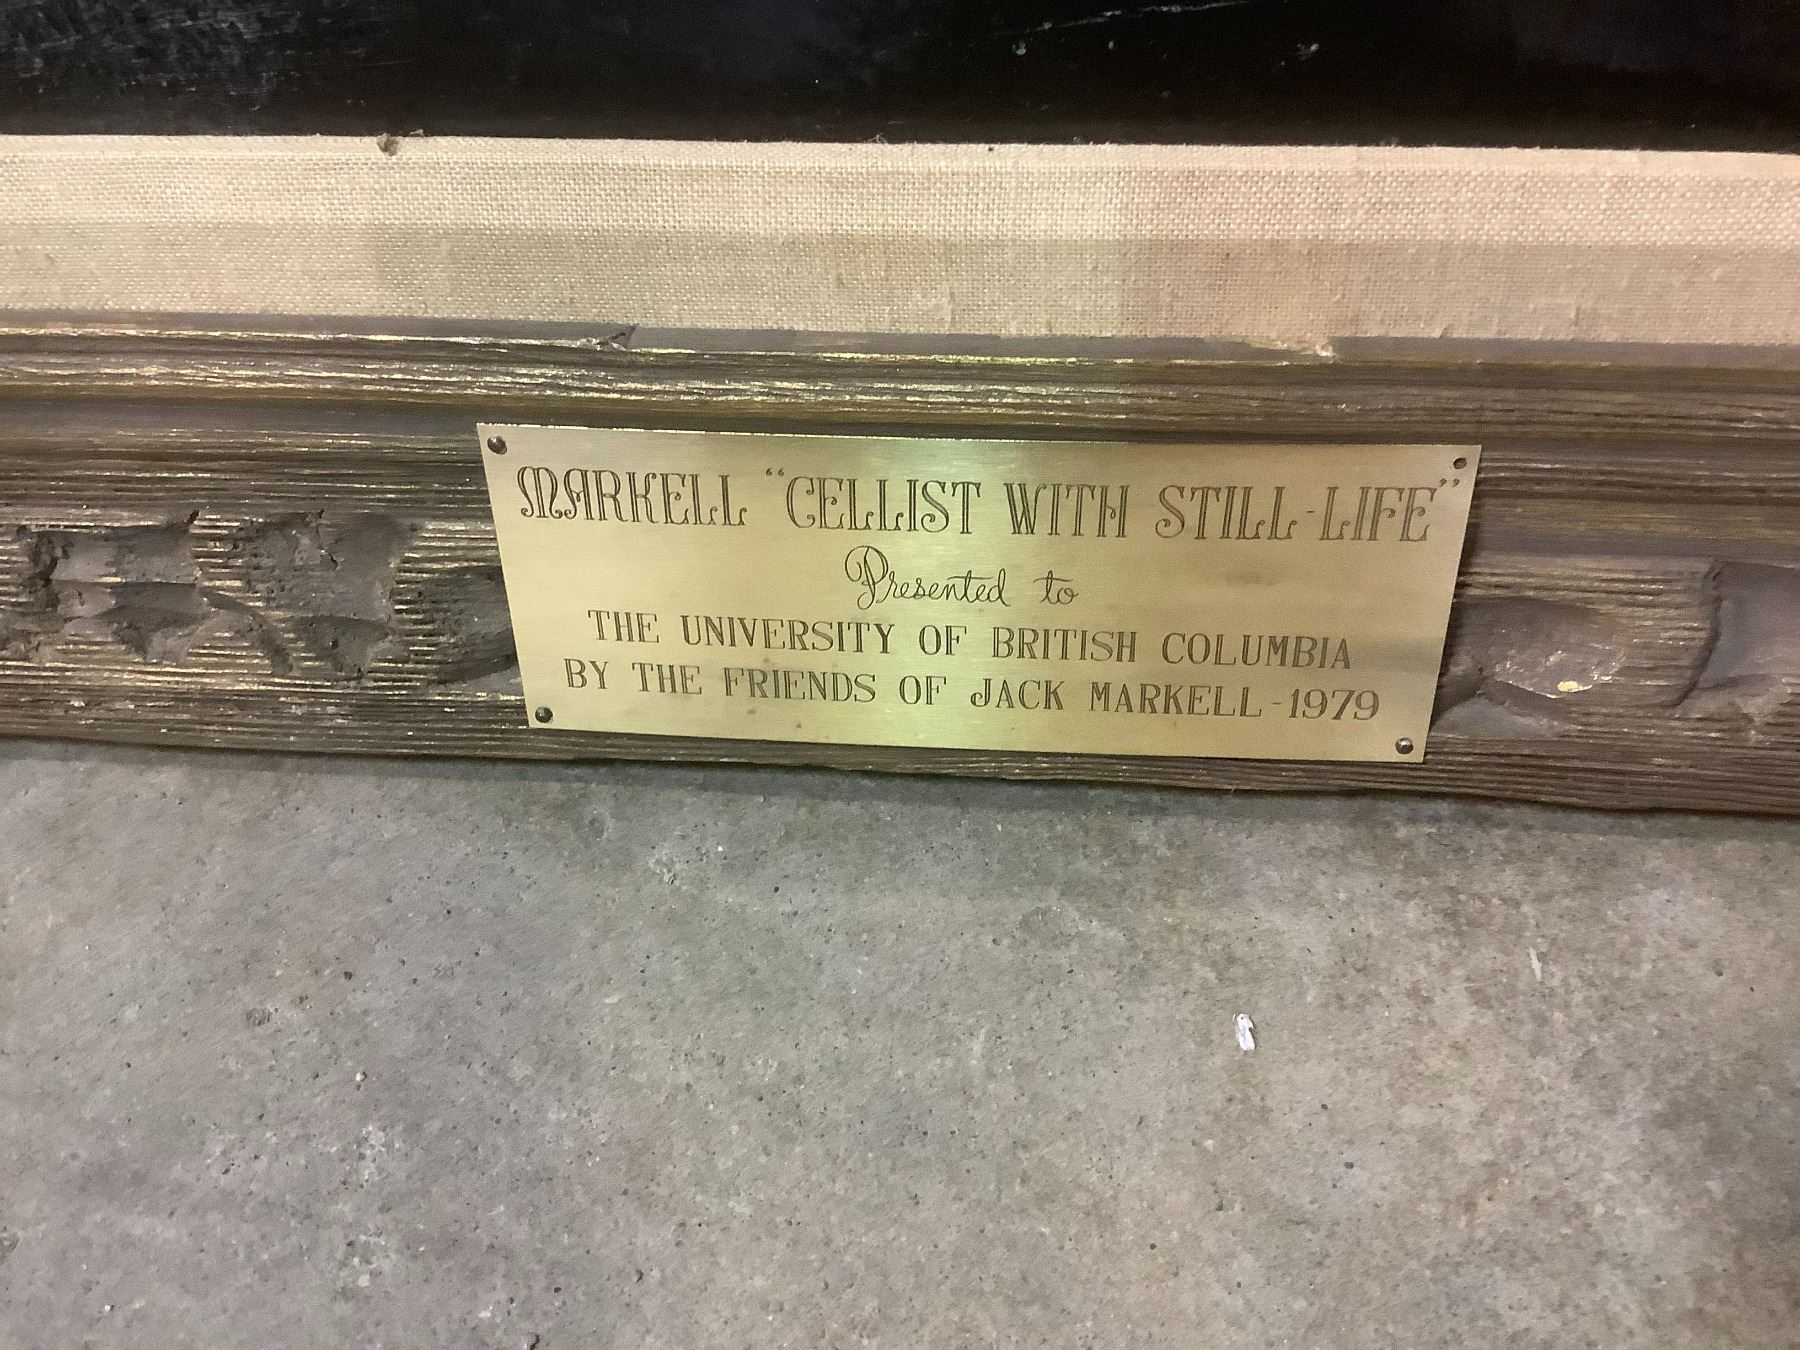 MARKELL “CELLIST WITH STILL-LIFE”
Presented to
THE UNIVERSITY OF BRITISH COLUMBIA
BY THE FRIENDS OF JACK MARKELL-1979